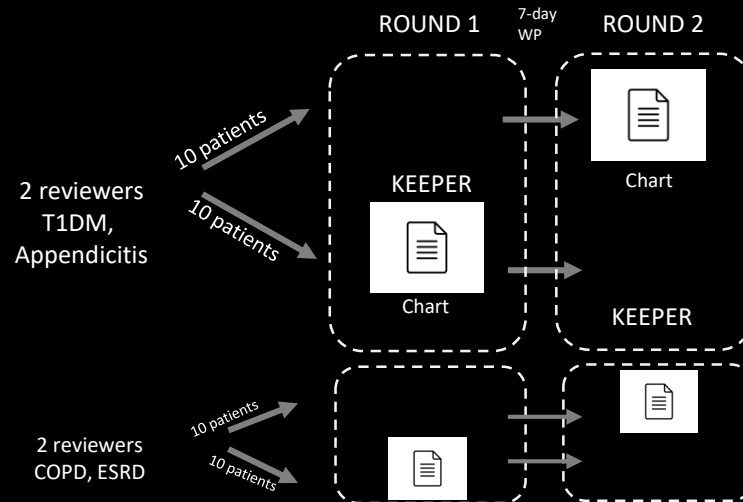 ROUND 1
7-day
WP
ROUND 2
10 patients
10 patients
2 reviewers
T1DM,
Appendicitis
KEEPER
Chart
Chart
KEEPER
10 patients
10 patients
2 reviewers
COPD, ESRD